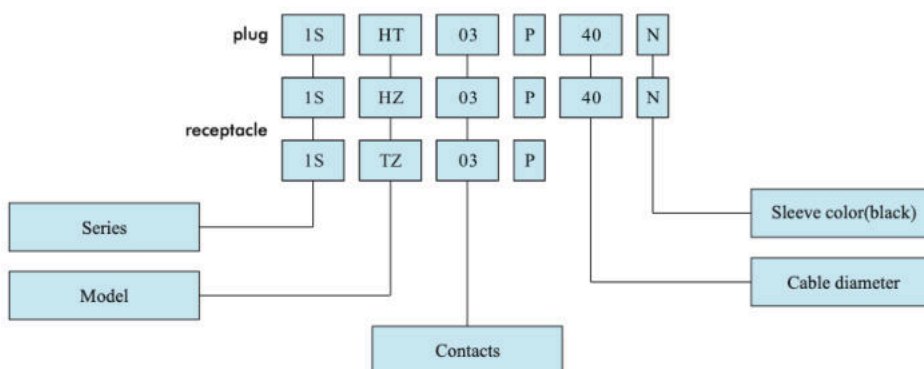 plug 1S HT 03 P 40 N
1S HZ 03 P 40 N
receptacle
1S TZ 03 P
Sleeve color(black)
Series
Cable diameter
Model
Contacts